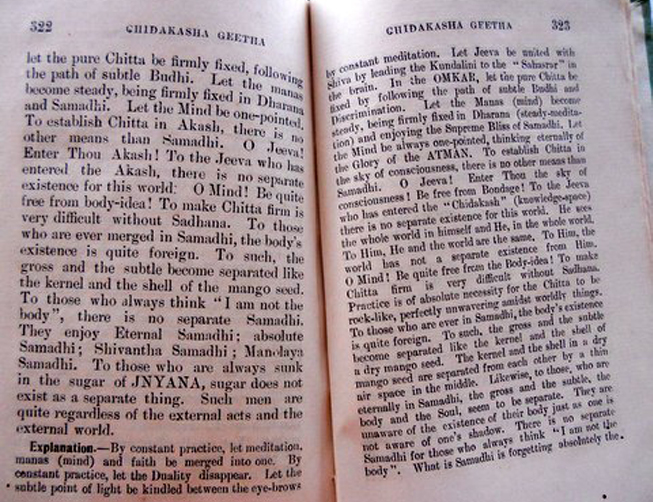 322
CHIDAKASHA GEETHA
let the pure Chitta be firmly fixed, following
the path of subtle Budhi. Let the manas
become steady, being firmly fixed in Dharana
and Samadhi. Let the Mind be one-pointed.
To establish Chitta in Akash, there is no
other means than Samadhi. O Jeeva!
Enter Thou Akash! To the Jeeva who has
entered the Akash, there is no separate
existence for this world. O Mind! Be quite
free from body-idea! To make Chitta firm is
very difficult without Sadhana. To those
who are ever merged in Samadhi, the body's
existence is quite foreign. To such, the
gross and the subtle become separated like
the kernel and the shell of the mango seed.
To those who always think "I am not the
body", there is no separate Samadhi.
They enjoy Eternal Samadhi; absolute
Samadhi; Shivantha Samadhi; Mandaya
Samadhi. To those who are always sunk
in the sugar of JNYANA, sugar does not
exist as a separate thing. Such men are
quite regardless of the external acts and the
external world.
Explanation.—By constant practice, let meditation,
manas (mind) and faith be merged into one. By
constant practice, let the Duality disappear. Let the
subtle point of light be kindled between the eye-brows
CHIDAKASHA GEETHA
323
by constant meditation. Let Jeeva be united with
Shiva by leading the Kundalini to the "Sahasrar" in
the brain. In the OMKAR, let the pure Chitta be
fixed by following the path of subtle Budhi and
Discrimination. Let the Manas (mind) become
steady, being firmly fixed in Dharana (steady-medita-
tion) and enjoying the Supreme Bliss of Samadhi. Let
the Mind be always one-pointed, thinking eternally of
the Glory of the ATMAN. To establish Chitta in
the sky of consciousness, there is no other means than
Samadhi. O Jeeva! Enter Thou the sky of
consciousness! Be free from Bondage! To the Jeeva
who has entered the "Chidakash" (knowledge-space)
there is no separate existence for this world. He sees
the whole world in himself and He, in the whole world.
To Him, He and the world are the same. To Him, the
world has not a separate existence from Him.
O Mind! Be quite free from the Body-idea! To make
Chitta firm is very difficult without Sadhana.
Practice is of absolute necessity for the Chitta to be
rock-like, perfectly unwavering amidst worldly things.
To those who are ever in Samadhi, the body's existence
is quite foreign. To such, the gross and the subtle
become separated like the kernel and the shell of
a dry mango seed. The kernel and the shell in a dry
mango seed are separated from each other by a thin
air space in the middle. Likewise, to those, who are
eternally in Samadhi, the gross and the subtle, the
body and the Soul, seem to be separate. They are
unaware of the existence of their body just as one is
not aware of one's shadow. There is no separate
Samadhi for those who always think "I am not the
body". What is Samadhi is forgetting absolutely the